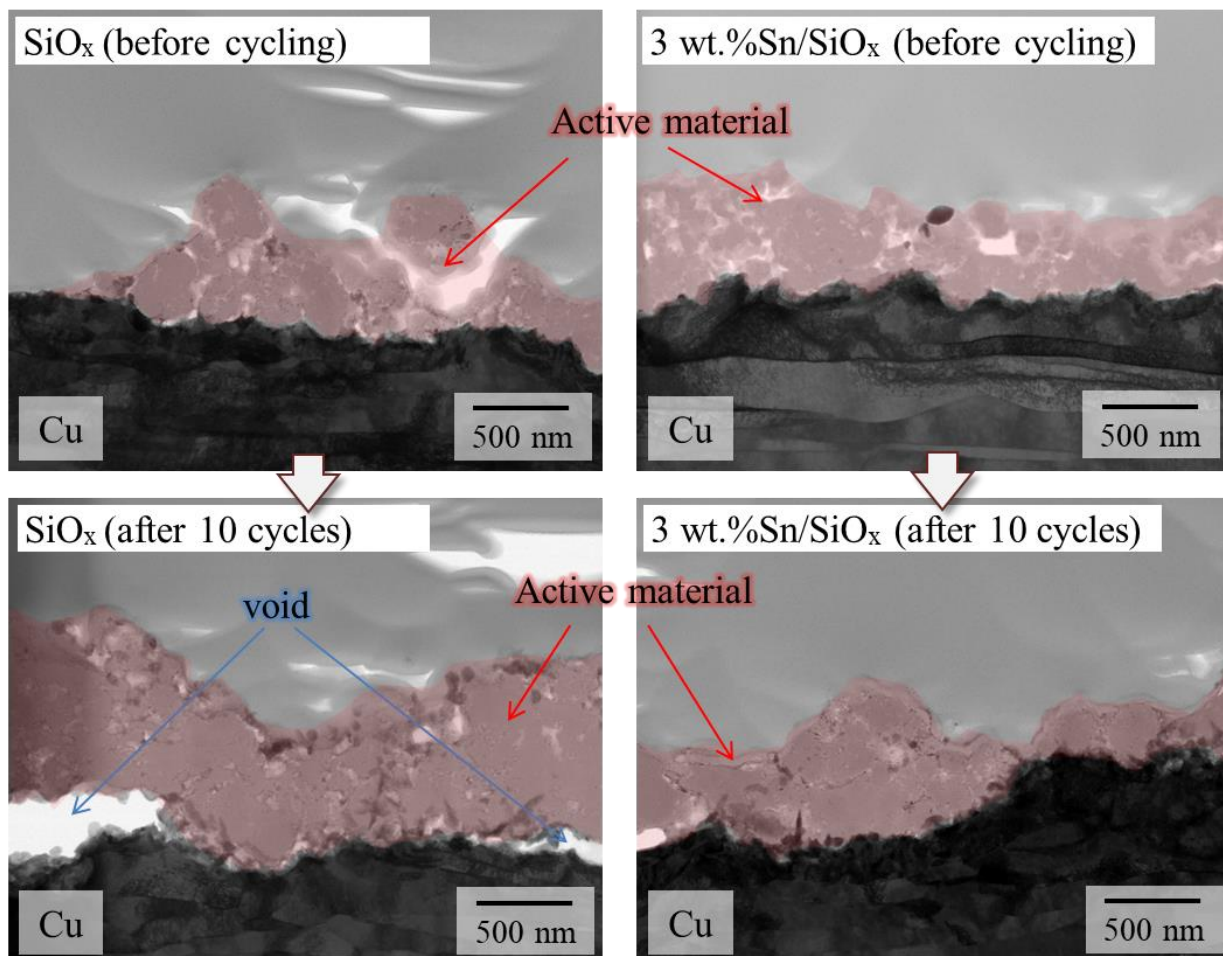 SiOₓ (before cycling)
3 wt.%Sn/SiOₓ (before cycling)
Active material
Cu
500 nm
Cu
500 nm
SiOₓ (after 10 cycles)
3 wt.%Sn/SiOₓ (after 10 cycles)
void
Active material
Cu
500 nm
Cu
500 nm